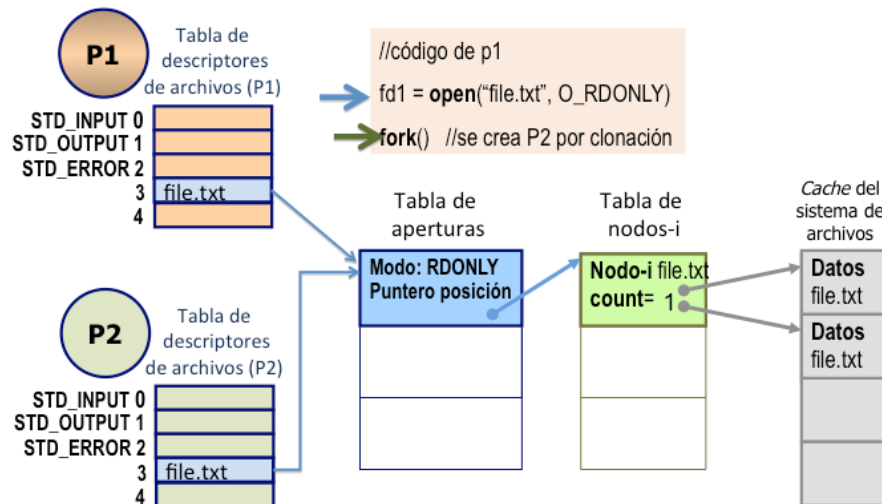 P1
Tabla de
descriptores
de archivos (P1)
STD_INPUT 0
STD_OUTPUT 1
STD_ERROR 2
3 file.txt
4
//código de p1
fd1 = open(“file.txt”, O_RDONLY)
fork() //se crea P2 por clonación
Tabla de
aperturas
Modo: RDONLY
Puntero posición
Tabla de
nodos-i
Nodo-i file.txt
count= 1
Cache del
sistema de
archivos
Datos
file.txt
Datos
file.txt
P2
Tabla de
descriptores
de archivos (P2)
STD_INPUT 0
STD_OUTPUT 1
STD_ERROR 2
3 file.txt
4